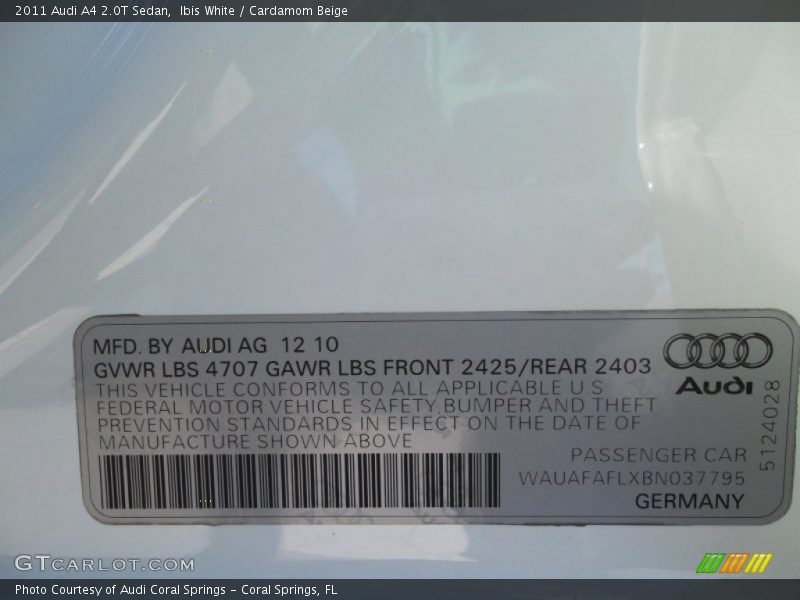 2011 Audi A4 2.0T Sedan,  Ibis White / Cardamom Beige
MFD. BY AUDI AG 12 10
GVWR LBS 4707 GAWR LBS FRONT 2425/REAR 2403
THIS VEHICLE CONFORMS TO ALL APPLICABLE U S
FEDERAL MOTOR VEHICLE SAFETY,BUMPER AND THEFT
PREVENTION STANDARDS IN EFFECT ON THE DATE OF
MANUFACTURE SHOWN ABOVE
Audi
5124028
PASSENGER CAR
WAUAFAFLXBN037795
GERMANY
GTCARLOT.COM
Photo Courtesy of Audi Coral Springs – Coral Springs, FL